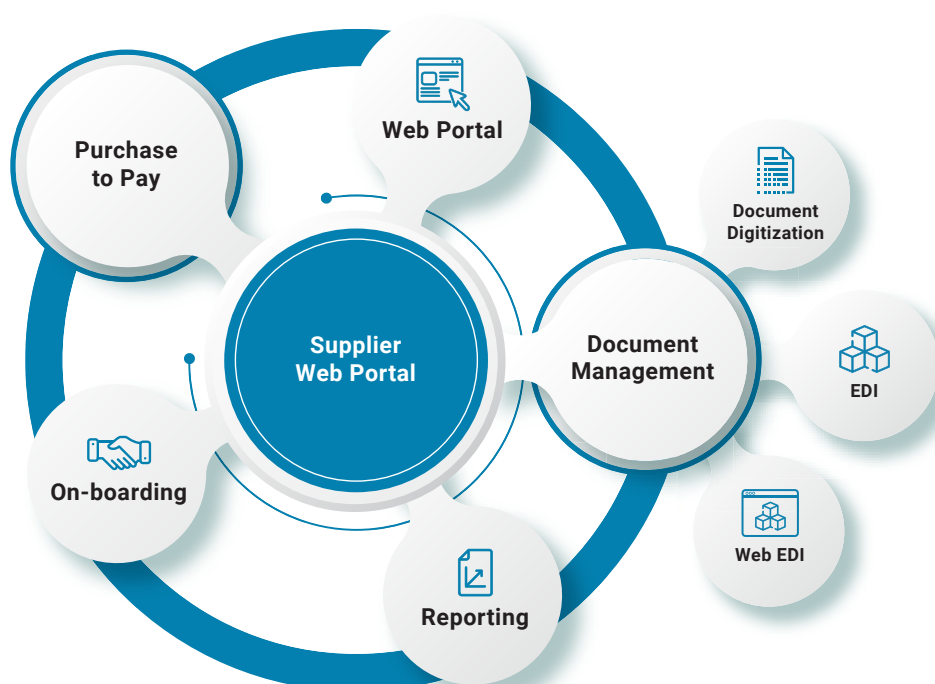 Web Portal
Purchase
to Pay
Document
Digitization
Supplier
Web Portal
Document
Management
EDI
On-boarding
Web EDI
Reporting